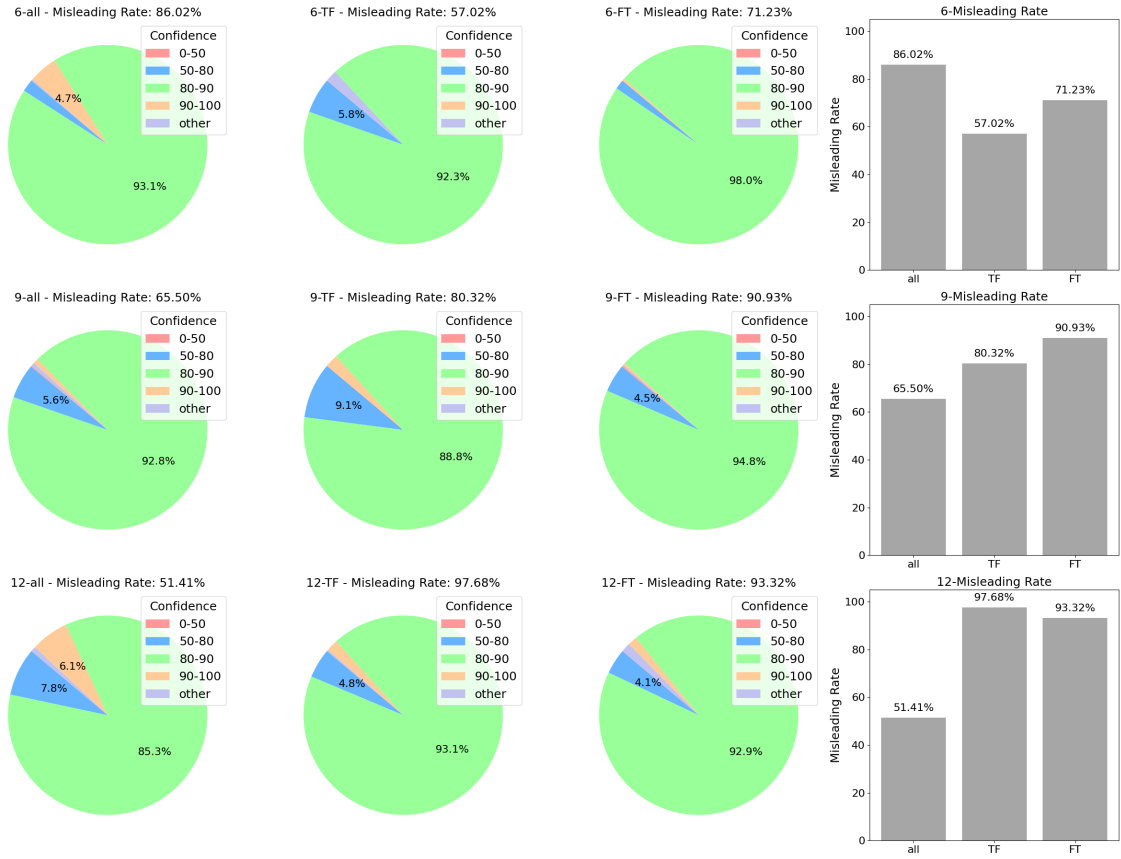 6-all - Misleading Rate: 86.02%
Confidence
0-50
50-80
80-90
90-100
other
4.7%
93.1%
6-TF - Misleading Rate: 57.02%
Confidence
0-50
50-80
80-90
90-100
other
5.8%
92.3%
6-FT - Misleading Rate: 71.23%
Confidence
0-50
50-80
80-90
90-100
other
98.0%
6-Misleading Rate
Misleading Rate
100
80
60
40
20
0
86.02%
57.02%
71.23%
all
TF
FT
9-all - Misleading Rate: 65.50%
Confidence
0-50
50-80
80-90
90-100
other
5.6%
92.8%
9-TF - Misleading Rate: 80.32%
Confidence
0-50
50-80
80-90
90-100
other
9.1%
88.8%
9-FT - Misleading Rate: 90.93%
Confidence
0-50
50-80
80-90
90-100
other
4.5%
94.8%
9-Misleading Rate
Misleading Rate
100
80
60
40
20
0
65.50%
80.32%
90.93%
all
TF
FT
12-all - Misleading Rate: 51.41%
Confidence
0-50
50-80
80-90
90-100
other
6.1%
7.8%
85.3%
12-TF - Misleading Rate: 97.68%
Confidence
0-50
50-80
80-90
90-100
other
4.8%
93.1%
12-FT - Misleading Rate: 93.32%
Confidence
0-50
50-80
80-90
90-100
other
4.1%
92.9%
12-Misleading Rate
Misleading Rate
100
80
60
40
20
0
51.41%
97.68%
93.32%
all
TF
FT